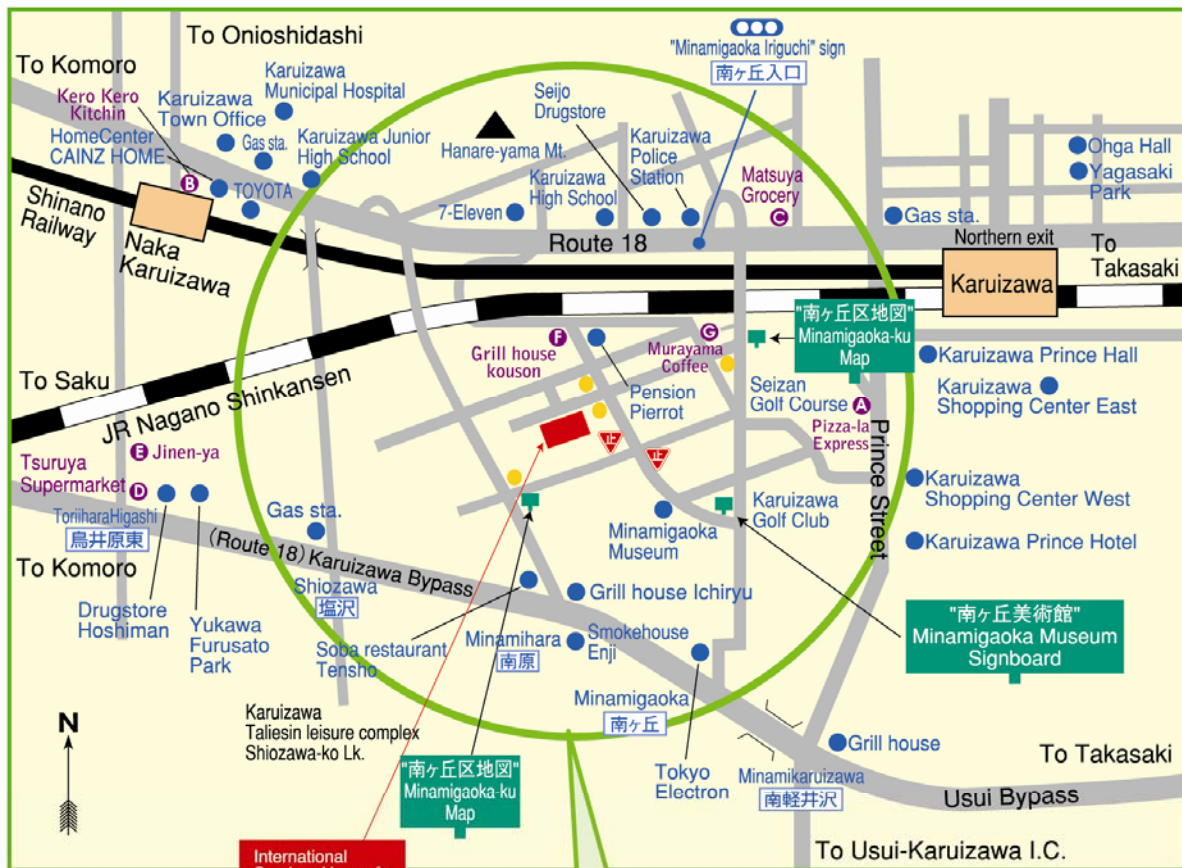 To Onioshidashi
"Minamigaoka Iriguchi" sign
南ヶ丘入口
To Komoro
Karuizawa
Municipal Hospital
Kero Kero
Kitchin
Karuizawa
Town Office
Seijo
Drugstore
Gas sta.
HomeCenter
CAINZ HOME
Karuizawa Junior
High School
Hanare-yama Mt.
Karuizawa
Police
Station
Ohga Hall
Yagasaki
Park
B
TOYOTA
Karuizawa
High School
Matsuya
Grocery
C
7-Eleven
Gas sta.
Shinano
Railway
Route 18
Northern exit
To
Takasaki
Naka
Karuizawa
Karuizawa
"南ヶ丘区地図"
Minamigaoka-ku
Map
F
G
Grill house
kouson
Murayama
Coffee
Karuizawa Prince Hall
To Saku
JR Nagano Shinkansen
Pension
Pierrot
Seizan
Golf Course
A
Pizza-la
Express
Karuizawa
Shopping Center East
Prince Street
止
止
E
Jinen-ya
Tsuruya
Supermarket
D
Karuizawa
Shopping Center West
ToriiharaHigashi
鳥井原東
Gas sta.
Minamigaoka
Museum
Karuizawa
Golf Club
(Route 18) Karuizawa Bypass
Karuizawa Prince Hotel
To Komoro
Shiozawa
塩沢
Grill house Ichiryu
Drugstore
Hoshiman
Yukawa
Furusato
Park
Soba restaurant
Tensho
Minamihara
南原
Smokehouse
Enji
"南ヶ丘美術館"
Minamigaoka Museum
Signboard
Minamigaoka
南ヶ丘
N
Karuizawa
Taliesin leisure complex
Shiozawa-ko Lk.
"南ヶ丘区地図"
Minamigaoka-ku
Map
Tokyo
Electron
Minamikaruizawa
南軽井沢
Grill house
To Takasaki
Usui Bypass
To Usui-Karuizawa I.C.
International